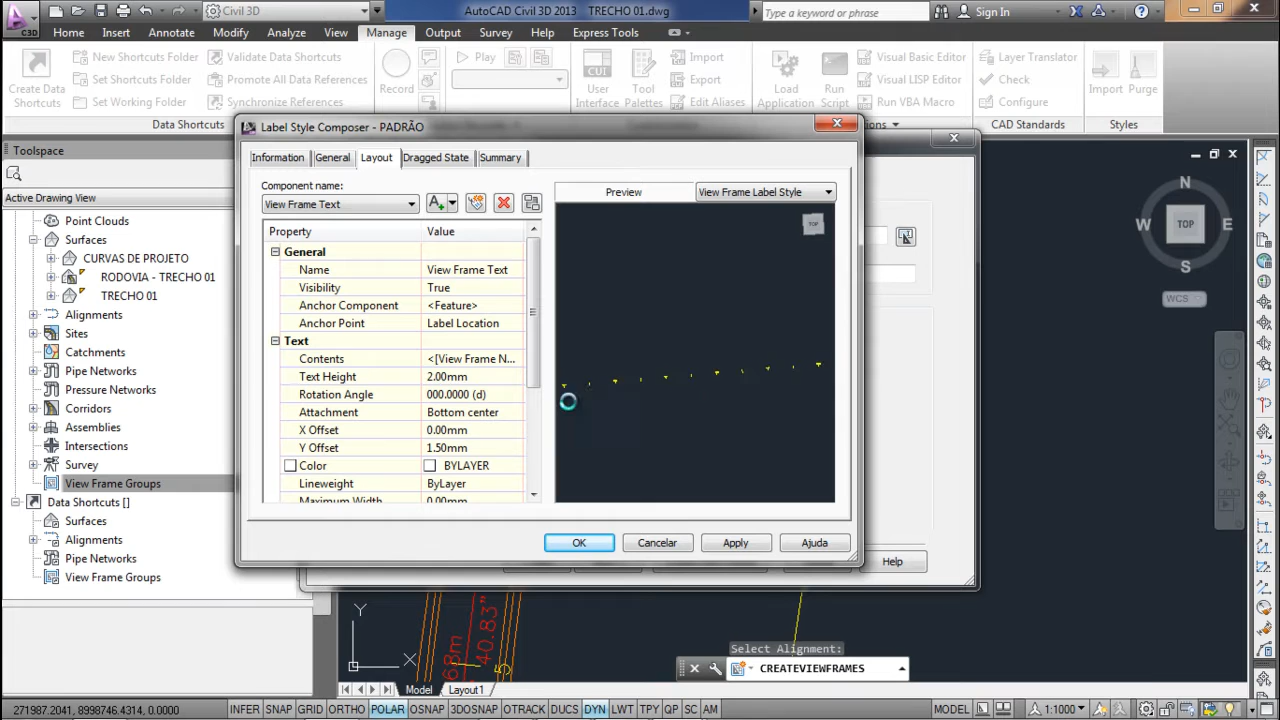 Civil 3D
AutoCAD Civil 3D 2013 TRECHO 01.dwg
Type a keyword or phrase
Sign In
C3D
Home Insert Annotate Modify Analyze View Manage Output Survey Help Express Tools
Create Data Shortcuts
New Shortcuts Folder
Set Shortcuts Folder
Set Working Folder
Validate Data Shortcuts
Promote All Data References
Synchronize References
Data Shortcuts
Record
Play
User Interface
Tool Palettes
Import
Export
Edit Aliases
Load Application
Run Script
Visual Basic Editor
Visual LISP Editor
Run VBA Macro
Layer Translator
Check
Configure
CAD Standards
Import
Purge
Styles
Toolspace
Active Drawing View
Point Clouds
Surfaces
CURVAS DE PROJETO
RODOVIA - TRECHO 01
TRECHO 01
Alignments
Sites
Catchments
Pipe Networks
Pressure Networks
Corridors
Assemblies
Intersections
Survey
View Frame Groups
Data Shortcuts []
Surfaces
Alignments
Pipe Networks
View Frame Groups
Label Style Composer - PADRÃO
Information General Layout Dragged State Summary
Component name:
View Frame Text
Preview
View Frame Label Style
Property Value
General
Name View Frame Text
Visibility True
Anchor Component <Feature>
Anchor Point Label Location
Text
Contents <[View Frame N...
Text Height 2.00mm
Rotation Angle 000.0000 (d)
Attachment Bottom center
X Offset 0.00mm
Y Offset 1.50mm
Color BYLAYER
Lineweight ByLayer
Maximum Width 0.00mm
TOP
OK Cancelar Apply Ajuda
Help
N
W TOP E
S
WCS
Y
X
68m
40.83"
Select Alignment:
CREATEVIEWFRAMES
Model Layout1
271987.2041, 8998746.4314, 0.0000
INFER SNAP GRID ORTHO POLAR OSNAP 3DOSNAP OTRACK DUCS DYN LWT TPY QP SC AM
MODEL
1:1000